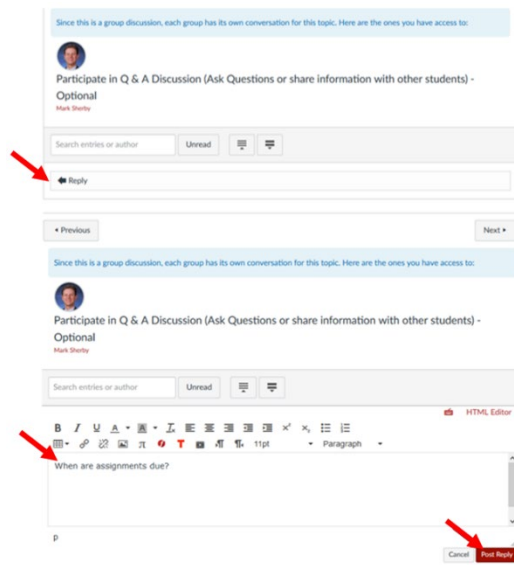 Since this is a group discussion, each group has its own conversation for this topic. Here are the ones you have access to:
Participate in Q & A Discussion (Ask Questions or share information with other students) -
Optional
Mark Sherby
Search entries or author Unread
Reply
Previous Next
Since this is a group discussion, each group has its own conversation for this topic. Here are the ones you have access to:
Participate in Q & A Discussion (Ask Questions or share information with other students) -
Optional
Mark Sherby
Search entries or author Unread
HTML Editor
B I U A A Tx x² x₂
π T ¶ ¶ 11pt Paragraph
When are assignments due?
p
Cancel Post Reply